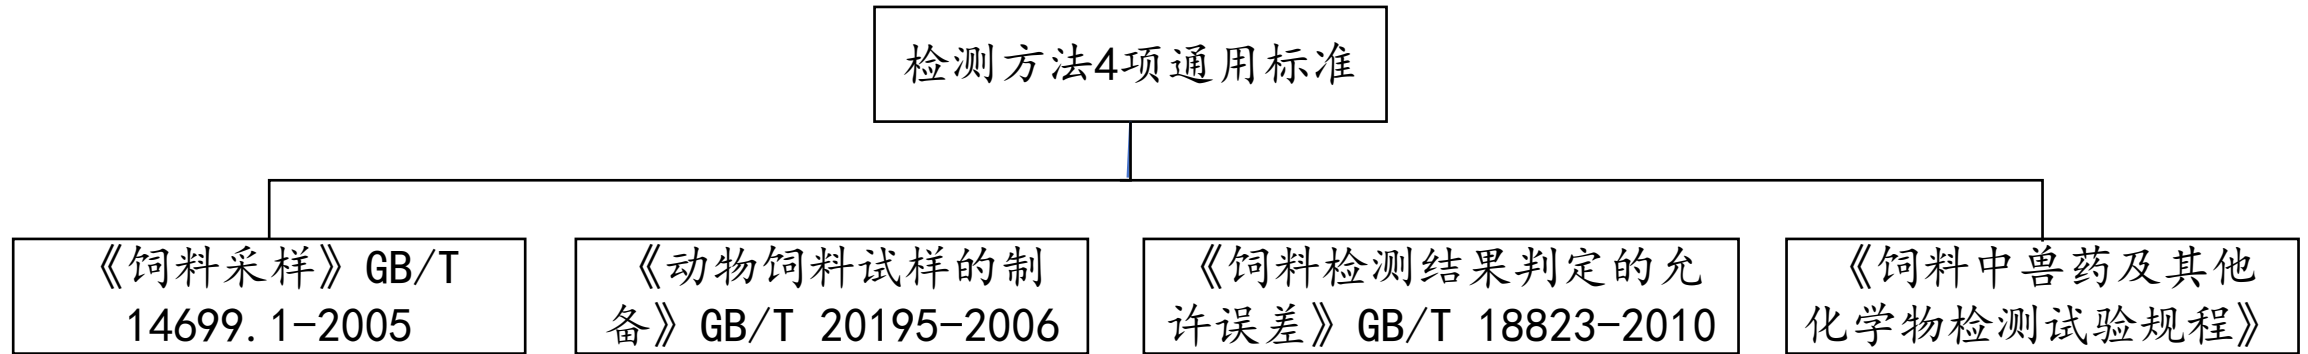 检测方法4项通用标准
《饲料采样》GB/T
14699.1-2005
《动物饲料试样的制
备》GB/T 20195-2006
《饲料检测结果判定的允
许误差》GB/T 18823-2010
《饲料中兽药及其他
化学物检测试验规程》